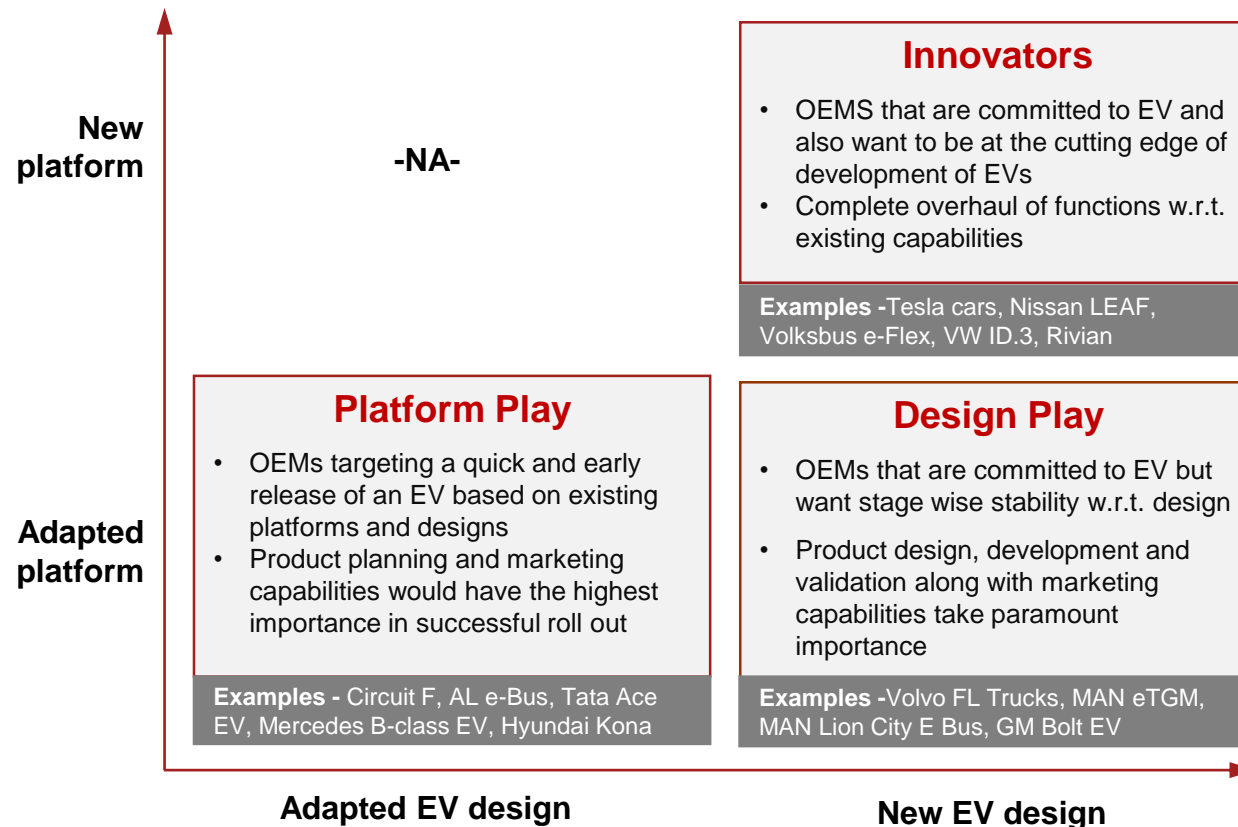 New
platform
-NA-
Innovators
• OEMS that are committed to EV and
also want to be at the cutting edge of
development of EVs
• Complete overhaul of functions w.r.t.
existing capabilities
Examples -Tesla cars, Nissan LEAF,
Volksbus e-Flex, VW ID.3, Rivian
Adapted
platform
Platform Play
• OEMs targeting a quick and early
release of an EV based on existing
platforms and designs
• Product planning and marketing
capabilities would have the highest
importance in successful roll out
Examples - Circuit F, AL e-Bus, Tata Ace
EV, Mercedes B-class EV, Hyundai Kona
Design Play
• OEMs that are committed to EV but
want stage wise stability w.r.t. design
• Product design, development and
validation along with marketing
capabilities take paramount
importance
Examples -Volvo FL Trucks, MAN eTGM,
MAN Lion City E Bus, GM Bolt EV
Adapted EV design
New EV design